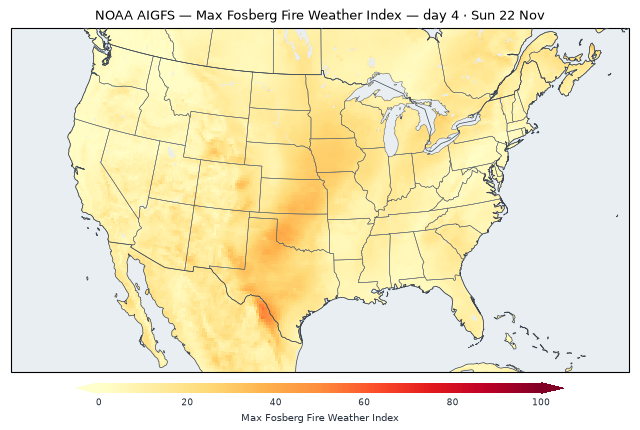 NOAA AIGFS — Max Fosberg Fire Weather Index — day 4 · Sun 22 Nov
0 20 40 60 80 100
Max Fosberg Fire Weather Index